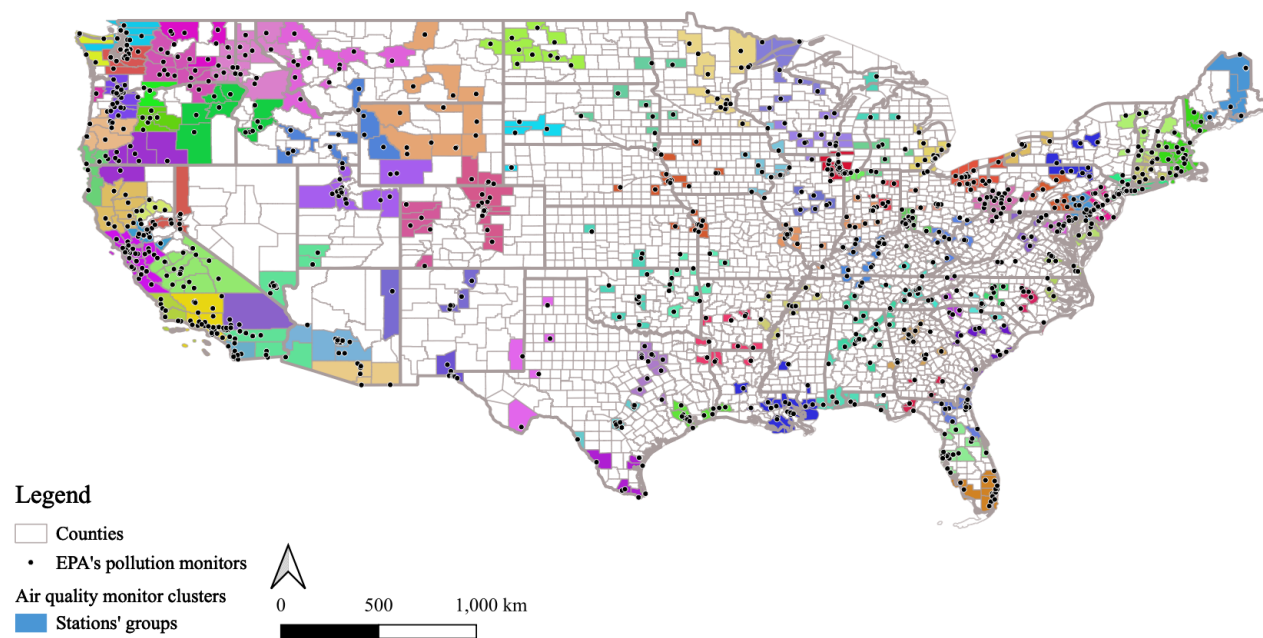 Legend
Counties
EPA's pollution monitors
Air quality monitor clusters
Stations' groups
0 500 1,000 km